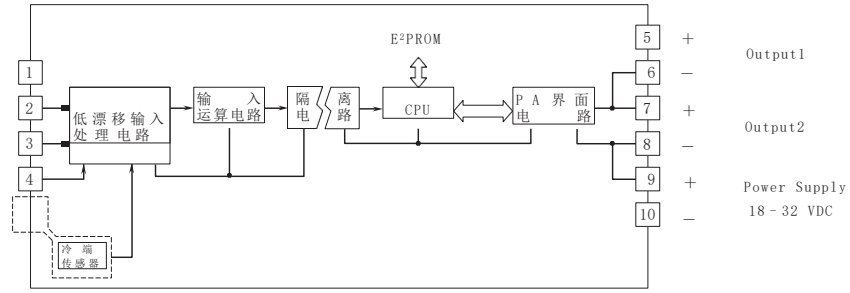 E²PROM
5 + Output1
6 −
1
2
3
4
低漂移输入
处理电路
输 入
运算电路
隔 离
电 路
CPU
PA界面
电 路
7 + Output2
8 −
9 + Power Supply
10 − 18–32 VDC
冷 端
传感器